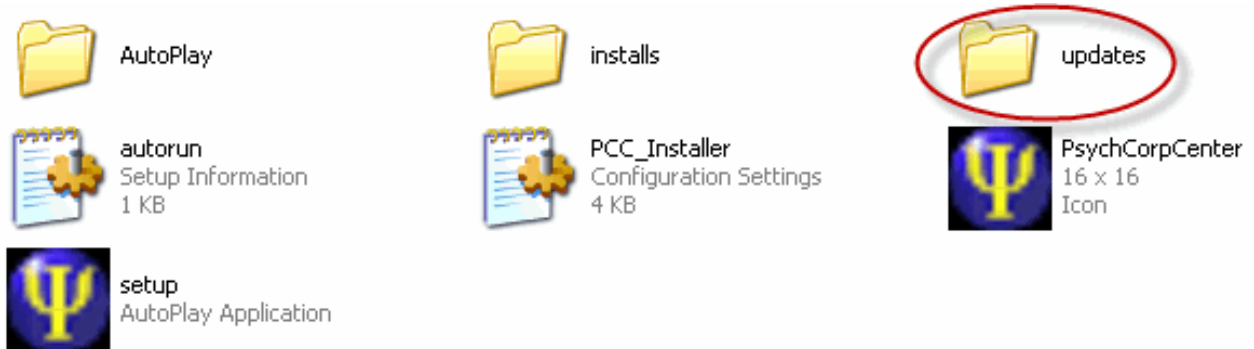 AutoPlay
installs
updates
autorun
Setup Information
1 KB
PCC_Installer
Configuration Settings
4 KB
PsychCorpCenter
16 x 16
Icon
setup
AutoPlay Application